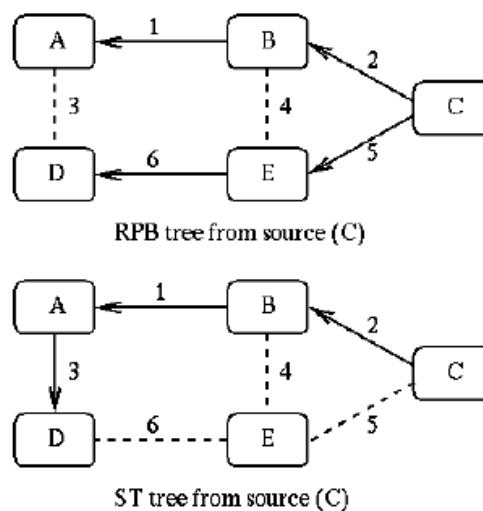 A 1 B
2
3 4 C
5
D 6 E
RPB tree from source (C)
A 1 B
2
3 4 C
5
D 6 E
ST tree from source (C)